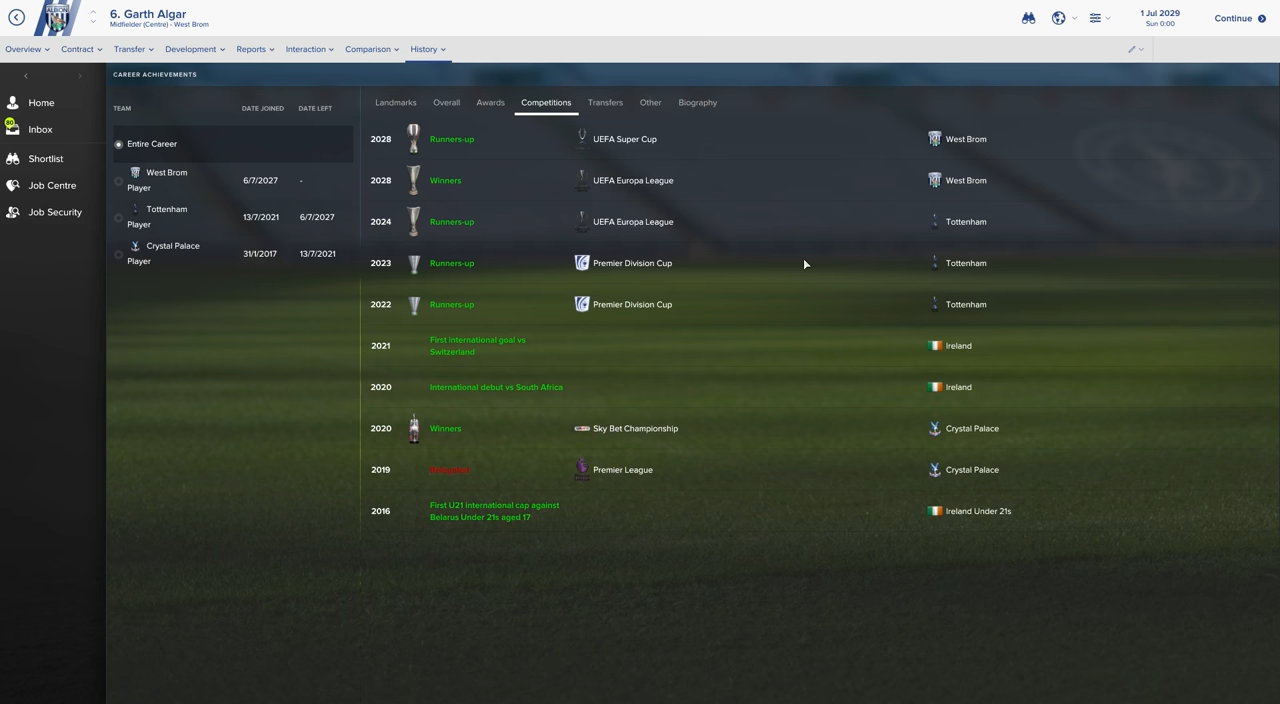 6. Garth Algar
Midfielder (Centre) - West Brom
1 Jul 2029
Sun 0:00
Continue
Overview
Contract
Transfer
Development
Reports
Interaction
Comparison
History
Home
80
Inbox
Shortlist
Job Centre
Job Security
CAREER ACHIEVEMENTS
TEAM DATE JOINED DATE LEFT
Entire Career
West Brom
Player
6/7/2027 -
Tottenham
Player
13/7/2021 6/7/2027
Crystal Palace
Player
31/1/2017 13/7/2021
Landmarks Overall Awards Competitions Transfers Other Biography
2028 Runners-up UEFA Super Cup West Brom
2028 Winners UEFA Europa League West Brom
2024 Runners-up UEFA Europa League Tottenham
2023 Runners-up Premier Division Cup Tottenham
2022 Runners-up Premier Division Cup Tottenham
2021 First international goal vs
Switzerland
Ireland
2020 International debut vs South Africa Ireland
2020 Winners Sky Bet Championship Crystal Palace
2019 Premier League Crystal Palace
2016 First U21 international cap against
Belarus Under 21s aged 17
Ireland Under 21s